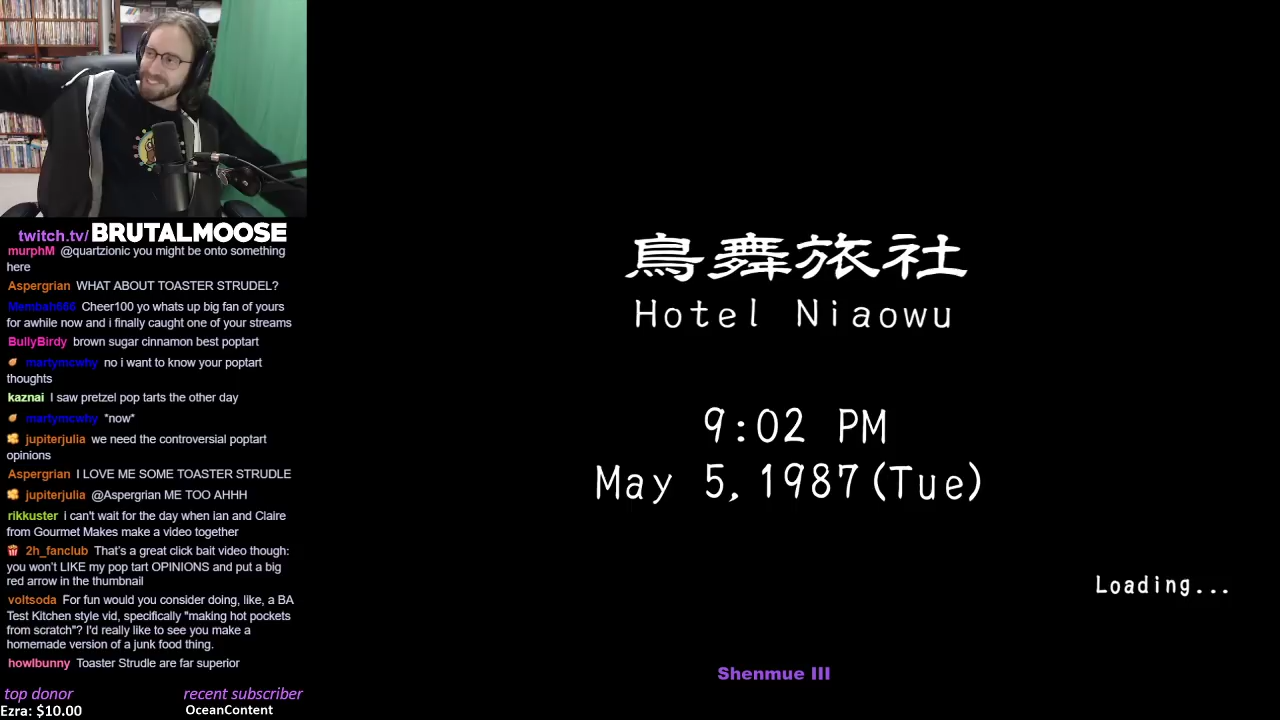 twitch.tv/BRUTALMOOSE
murphM @quartzionic you might be onto something
here
Aspergrian WHAT ABOUT TOASTER STRUDEL?
Membah666 Cheer100 yo whats up big fan of yours
for awhile now and i finally caught one of your streams
BullyBirdy brown sugar cinnamon best poptart
martymcwhy no i want to know your poptart
thoughts
kaznai I saw pretzel pop tarts the other day
martymcwhy *now*
jupiterjulia we need the controversial poptart
opinions
Aspergrian I LOVE ME SOME TOASTER STRUDLE
jupiterjulia @Aspergrian ME TOO AHHH
rikkuster i can't wait for the day when ian and Claire
from Gourmet Makes make a video together
2h_fanclub That's a great click bait video though:
you won't LIKE my pop tart OPINIONS and put a big
red arrow in the thumbnail
voltsoda For fun would you consider doing, like, a BA
Test Kitchen style vid, specifically "making hot pockets
from scratch"? I'd really like to see you make a
homemade version of a junk food thing.
howlbunny Toaster Strudle are far superior
top donor
Ezra: $10.00
recent subscriber
OceanContent
鳥舞旅社
Hotel Niaowu
9:02 PM
May 5, 1987(Tue)
Loading...
Shenmue III